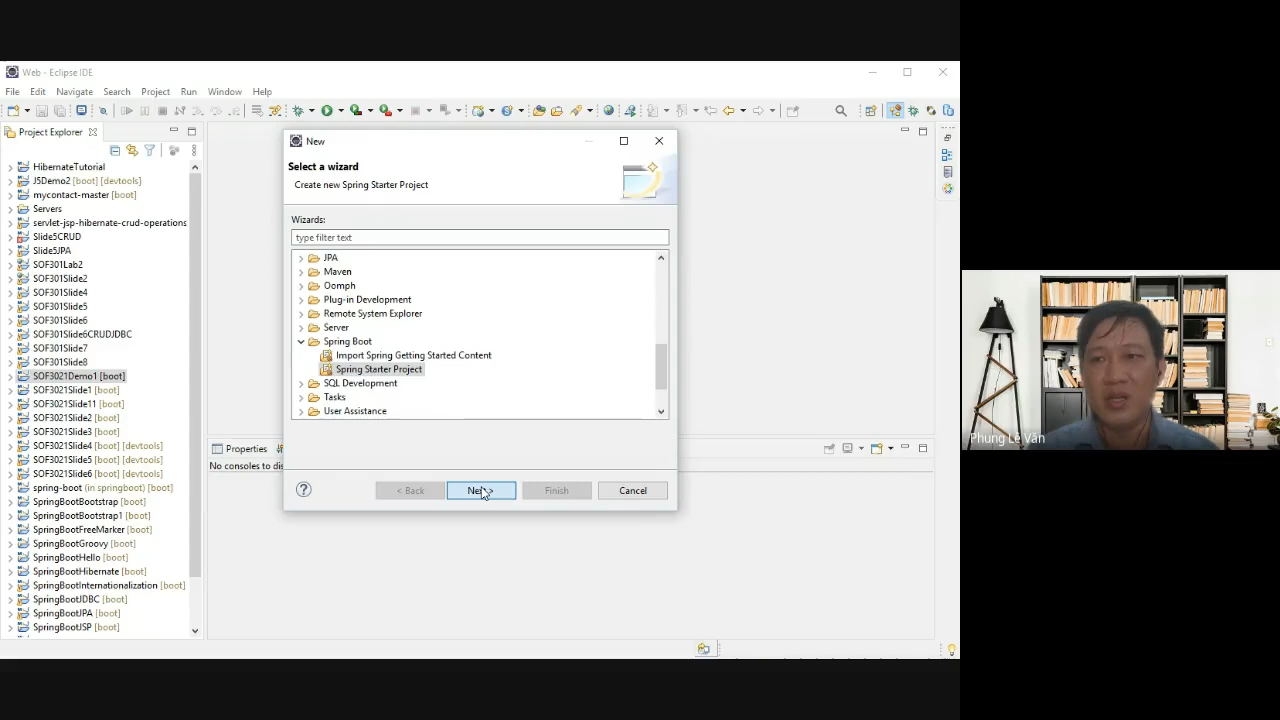 Web - Eclipse IDE
File Edit Navigate Search Project Run Window Help
Project Explorer
HibernateTutorial
J5Demo2 [boot] [devtools]
mycontact-master [boot]
Servers
servlet-jsp-hibernate-crud-operations
Slide5CRUD
Slide5JPA
SOF301Lab2
SOF301Slide2
SOF301Slide4
SOF301Slide5
SOF301Slide6
SOF301Slide6CRUDJDBC
SOF301Slide7
SOF301Slide8
SOF3021Demo1 [boot]
SOF3021Slide1 [boot]
SOF3021Slide11 [boot]
SOF3021Slide2 [boot]
SOF3021Slide3 [boot]
SOF3021Slide4 [boot] [devtools]
SOF3021Slide5 [boot] [devtools]
SOF3021Slide6 [boot] [devtools]
spring-boot (in springboot) [boot]
SpringBootBootstrap [boot]
SpringBootBootstrap1 [boot]
SpringBootFreeMarker [boot]
SpringBootGroovy [boot]
SpringBootHello [boot]
SpringBootHibernate [boot]
SpringBootInternationalization [boot]
SpringBootJDBC [boot]
SpringBootJPA [boot]
SpringBootJSP [boot]
New
Select a wizard
Create new Spring Starter Project
Wizards:
type filter text
JPA
Maven
Oomph
Plug-in Development
Remote System Explorer
Server
Spring Boot
Import Spring Getting Started Content
Spring Starter Project
SQL Development
Tasks
User Assistance
< Back Next > Finish Cancel
Properties
No consoles to dis
Phung Lê Văn